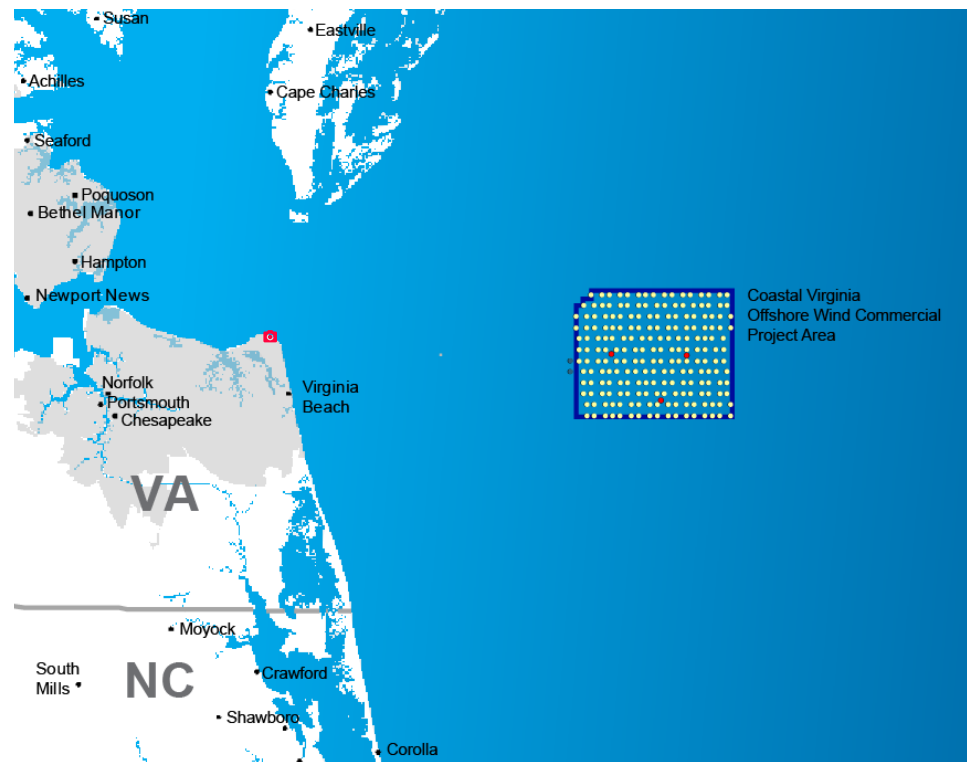 Susan
Eastville
Achilles
Cape Charles
Seaford
Poquoson
Bethel Manor
Hampton
Newport News
Coastal Virginia
Offshore Wind Commercial
Project Area
Norfolk
Virginia
Beach
Portsmouth
Chesapeake
VA
Moyock
South
Mills
NC
Crawford
Shawboro
Corolla